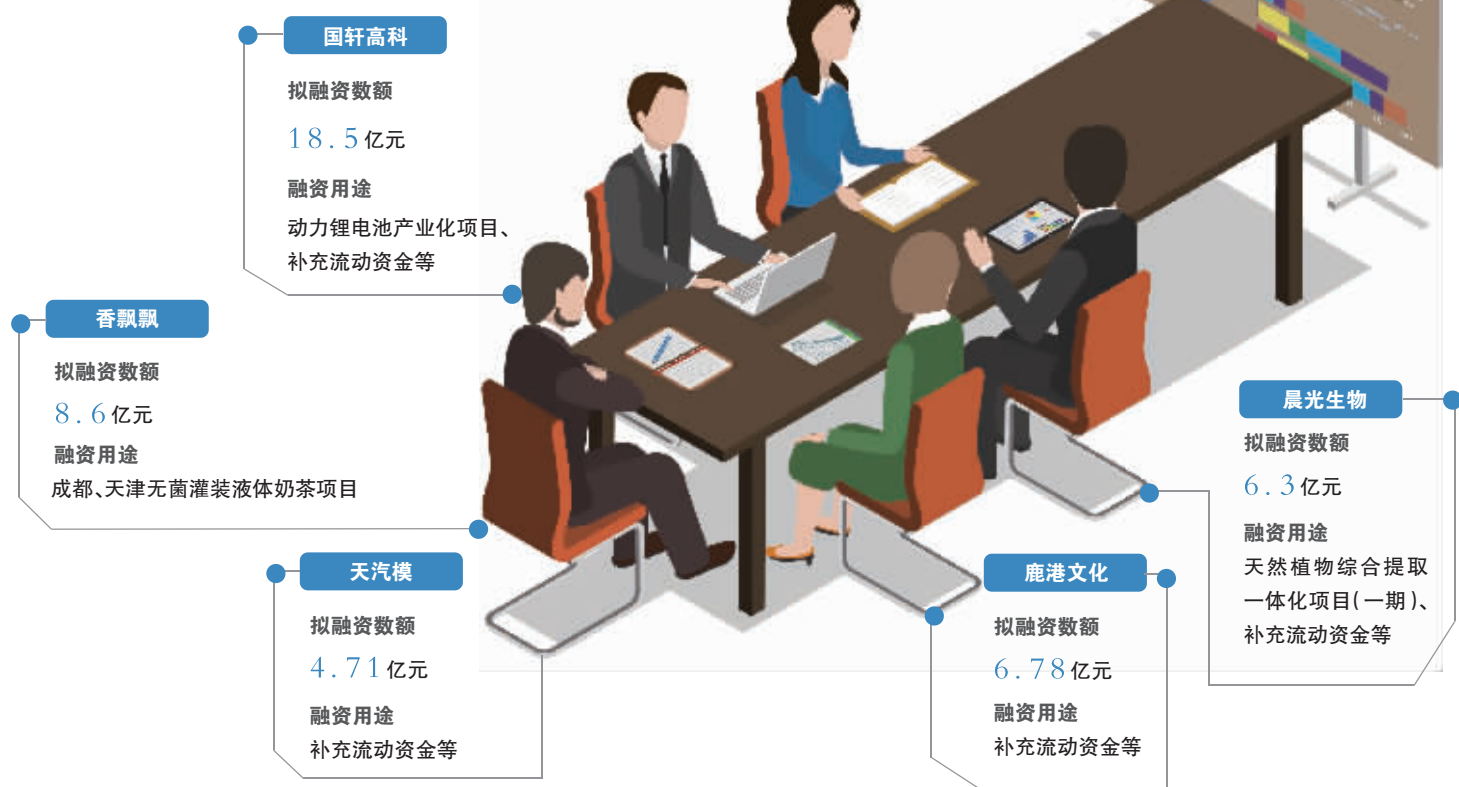 国轩高科
拟融资数额
18.5亿元
融资用途
动力锂电池产业化项目、
补充流动资金等
香飘飘
拟融资数额
8.6亿元
融资用途
成都、天津无菌灌装液体奶茶项目
天汽模
拟融资数额
4.71亿元
融资用途
补充流动资金等
鹿港文化
拟融资数额
6.78亿元
融资用途
补充流动资金等
晨光生物
拟融资数额
6.3亿元
融资用途
天然植物综合提取
一体化项目(一期)、
补充流动资金等